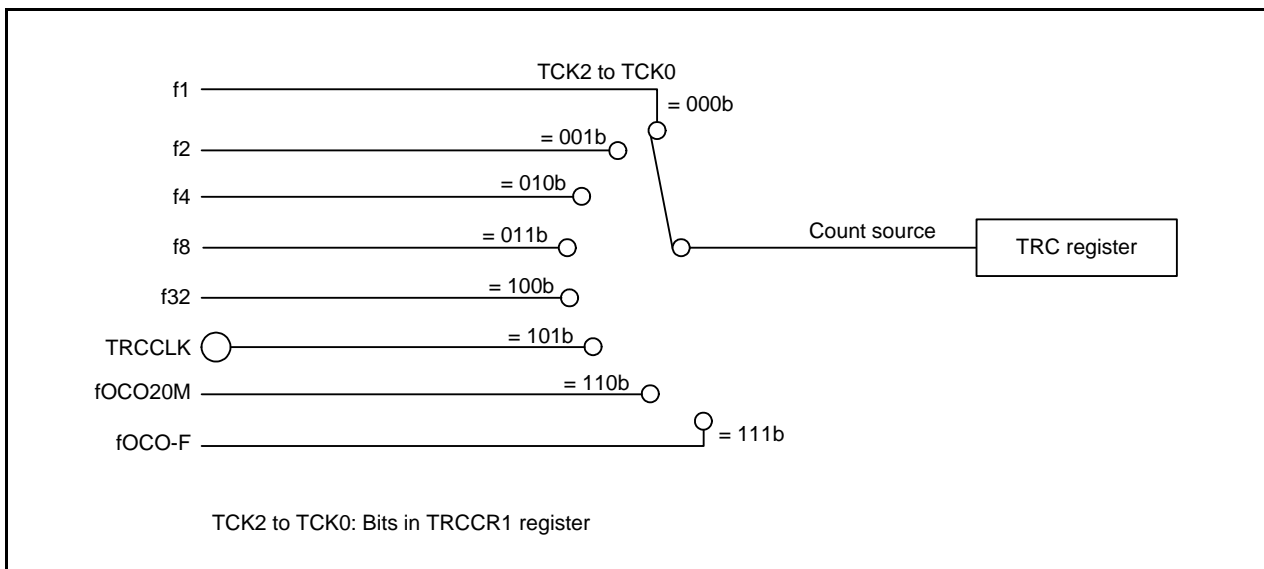 TCK2 to TCK0
f1
= 000b
f2
= 001b
f4
= 010b
f8
= 011b
Count source
TRC register
f32
= 100b
TRCCLK
= 101b
fOCO20M
= 110b
fOCO-F
= 111b
TCK2 to TCK0: Bits in TRCCR1 register